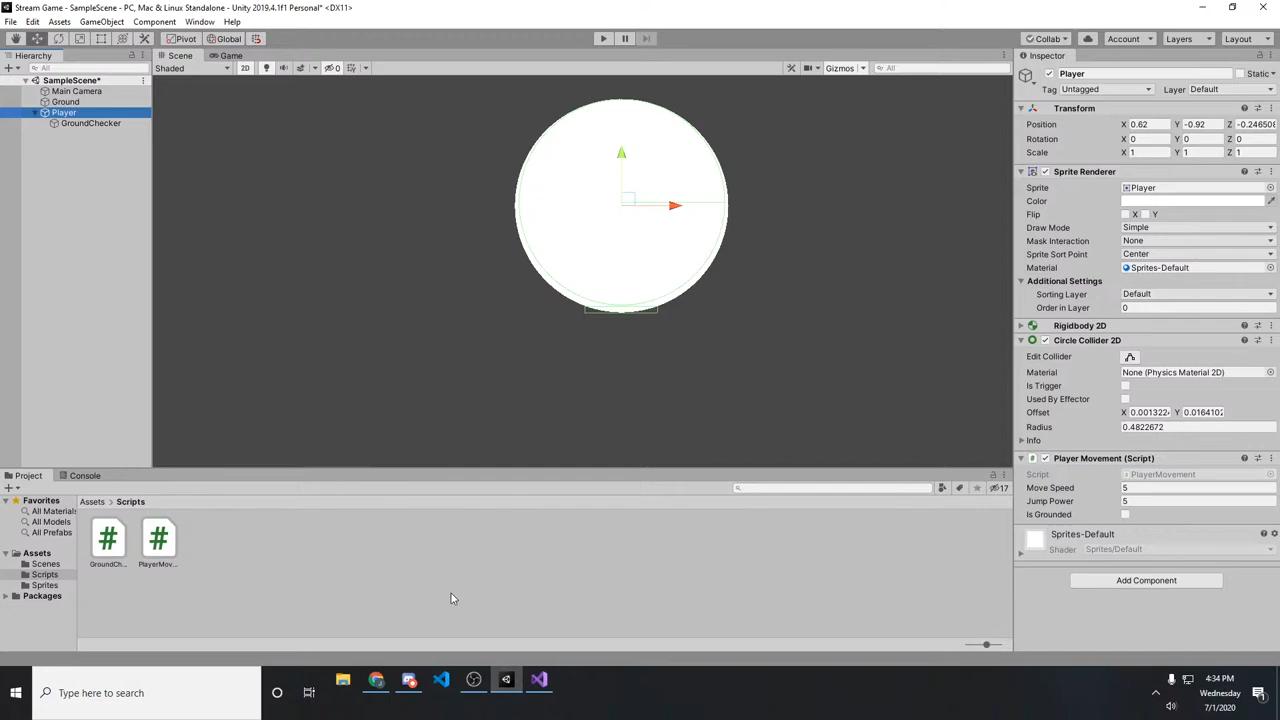 Stream Game - SampleScene - PC, Mac & Linux Standalone - Unity 2019.4.1f1 Personal* <DX11>
File Edit Assets GameObject Component Window Help
Pivot Global Collab Account Layers Layout
Hierarchy Scene Game Inspector
All Shaded 2D 0 Gizmos All Player Static
SampleScene*
Main Camera
Ground
Player
GroundChecker
Tag Untagged Layer Default
Transform
Position X 0.62 Y -0.92 Z -0.246508
Rotation X 0 Y 0 Z 0
Scale X 1 Y 1 Z 1
Sprite Renderer
Sprite Player
Color
Flip X Y
Draw Mode Simple
Mask Interaction None
Sprite Sort Point Center
Material Sprites-Default
Additional Settings
Sorting Layer Default
Order in Layer 0
Rigidbody 2D
Circle Collider 2D
Edit Collider
Material None (Physics Material 2D)
Is Trigger
Used By Effector
Offset X 0.001322 Y 0.0164102
Radius 0.4822672
Info
Player Movement (Script)
Script PlayerMovement
Move Speed 5
Jump Power 5
Is Grounded
Sprites-Default
Shader Sprites/Default
Add Component
Project Console
17
Favorites
All Materials
All Models
All Prefabs
Assets
Scenes
Scripts
Sprites
Packages
Assets > Scripts
# #
GroundCh... PlayerMov...
Type here to search
4:34 PM
Wednesday
7/1/2020
1